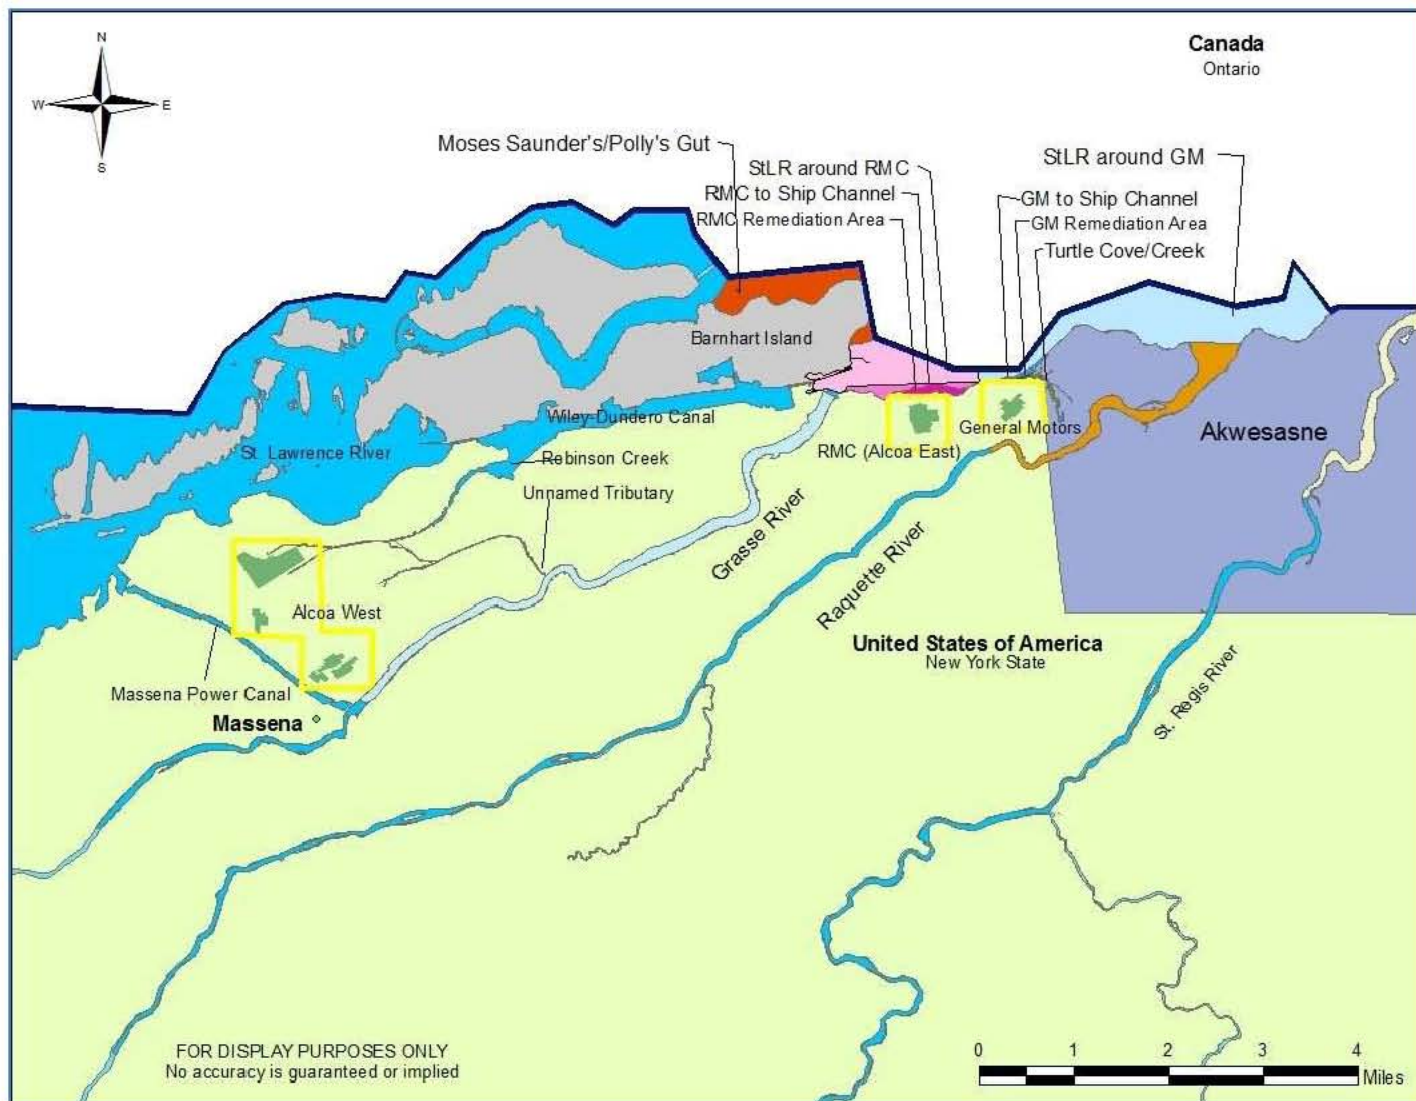 Canada
Ontario
N
W
E
S
Moses Saunder's/Polly's Gut
StLR around RMC
RMC to Ship Channel
RMC Remediation Area
StLR around GM
GM to Ship Channel
GM Remediation Area
Turtle Cove/Creek
Barnhart Island
Wiley-Dundero Canal
St. Lawrence River
Robinson Creek
Unnamed Tributary
General Motors
RMC (Alcoa East)
Akwesasne
Grasse River
Raquette River
Alcoa West
United States of America
New York State
St. Regis River
Massena Power Canal
Massena
FOR DISPLAY PURPOSES ONLY
No accuracy is guaranteed or implied
0 1 2 3 4
Miles